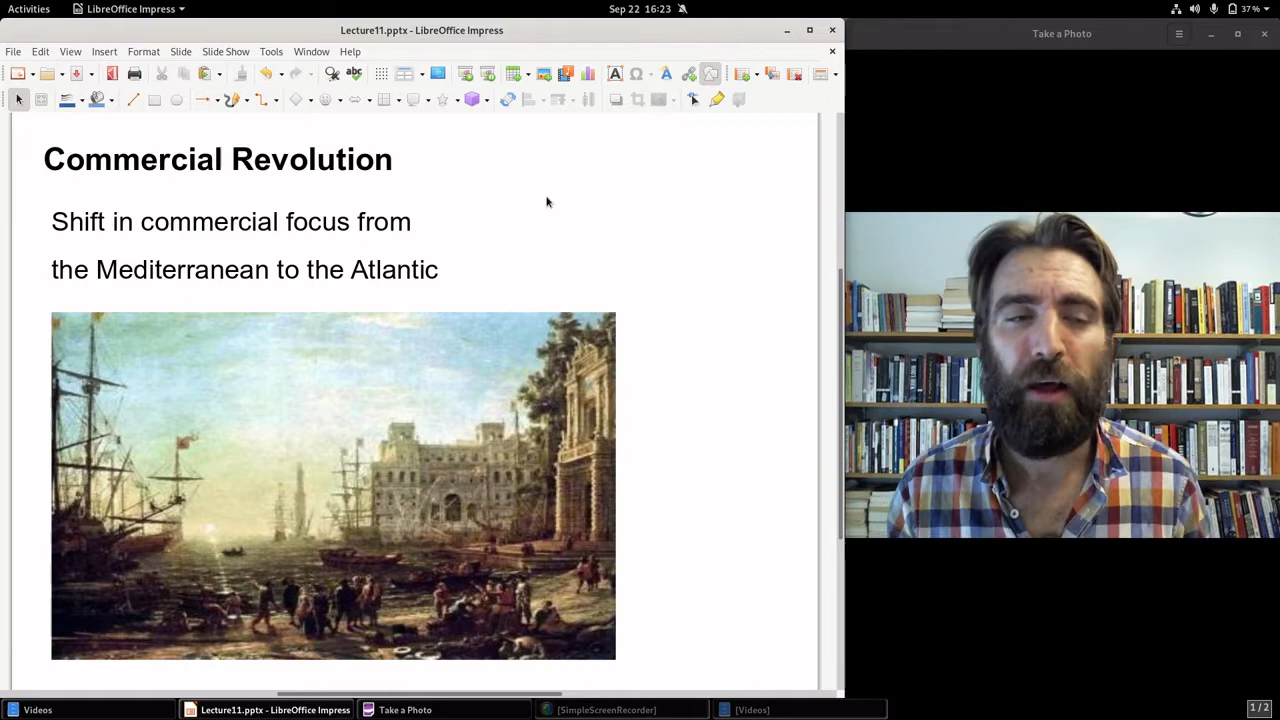 Activities LibreOffice Impress Sep 22 16:23 37%
Lecture11.pptx - LibreOffice Impress
Take a Photo
File Edit View Insert Format Slide Slide Show Tools Window Help
Commercial Revolution
Shift in commercial focus from
the Mediterranean to the Atlantic
Videos Lecture11.pptx - LibreOffice Impress Take a Photo [SimpleScreenRecorder] [Videos] 1/2